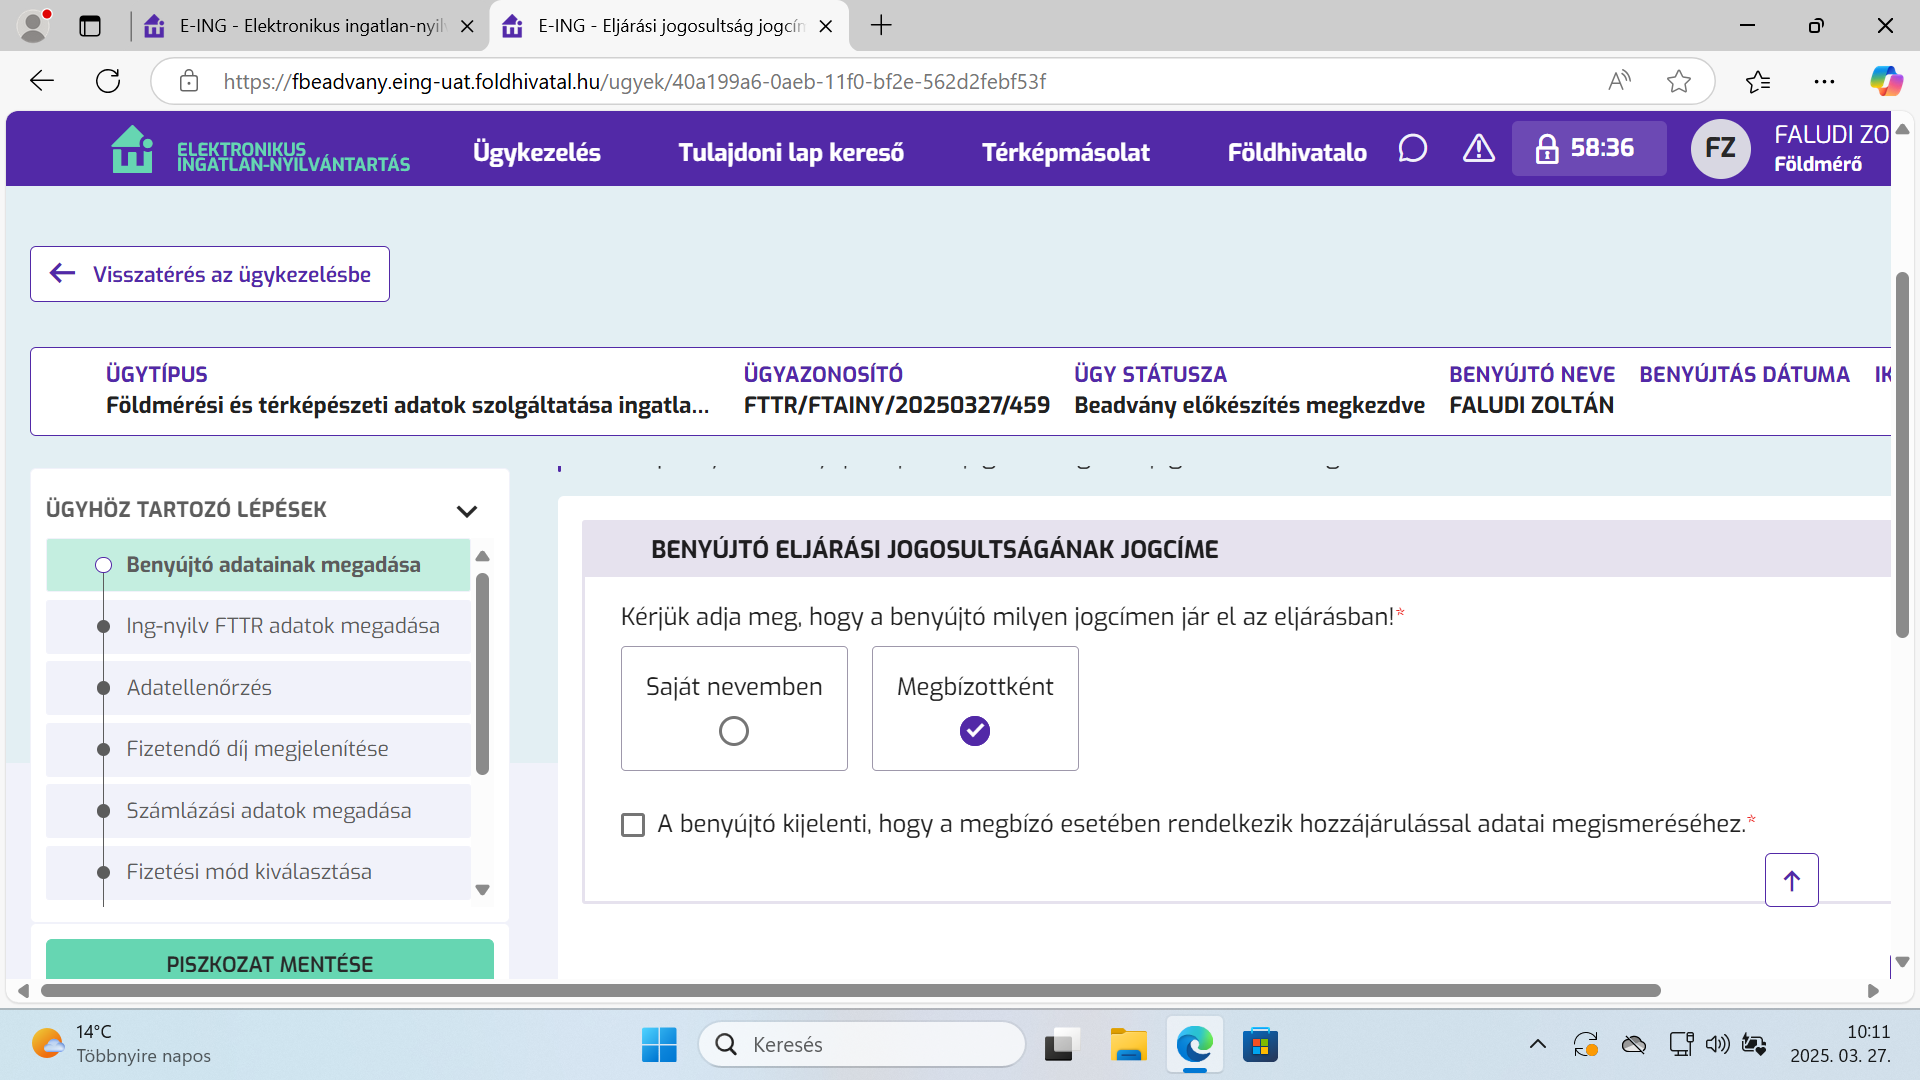 E-ING - Elektronikus ingatlan-nyil
E-ING - Eljárási jogosultság jogcín
https://fbeadvany.eing-uat.foldhivatal.hu/ugyek/40a199a6-0aeb-11f0-bf2e-562d2febf53f
ELEKTRONIKUS
INGATLAN-NYILVÁNTARTÁS
Ügykezelés
Tulajdoni lap kereső
Térképmásolat
Földhivatalo
58:36
FZ
FALUDI ZO
Földmérő
Visszatérés az ügykezelésbe
ÜGYTÍPUS
Földmérési és térképészeti adatok szolgáltatása ingatla...
ÜGYAZONOSÍTÓ
FTTR/FTAINY/20250327/459
ÜGY STÁTUSZA
Beadvány előkészítés megkezdve
BENYÚJTÓ NEVE
FALUDI ZOLTÁN
BENYÚJTÁS DÁTUMA
IK
ÜGYHÖZ TARTOZÓ LÉPÉSEK
Benyújtó adatainak megadása
Ing-nyilv FTTR adatok megadása
Adatellenőrzés
Fizetendő díj megjelenítése
Számlázási adatok megadása
Fizetési mód kiválasztása
PISZKOZAT MENTÉSE
BENYÚJTÓ ELJÁRÁSI JOGOSULTSÁGÁNAK JOGCÍME
Kérjük adja meg, hogy a benyújtó milyen jogcímen jár el az eljárásban!*
Saját nevemben
Megbízottként
A benyújtó kijelenti, hogy a megbízó esetében rendelkezik hozzájárulással adatai megismeréséhez.*
14°C
Többnyire napos
Keresés
10:11
2025. 03. 27.